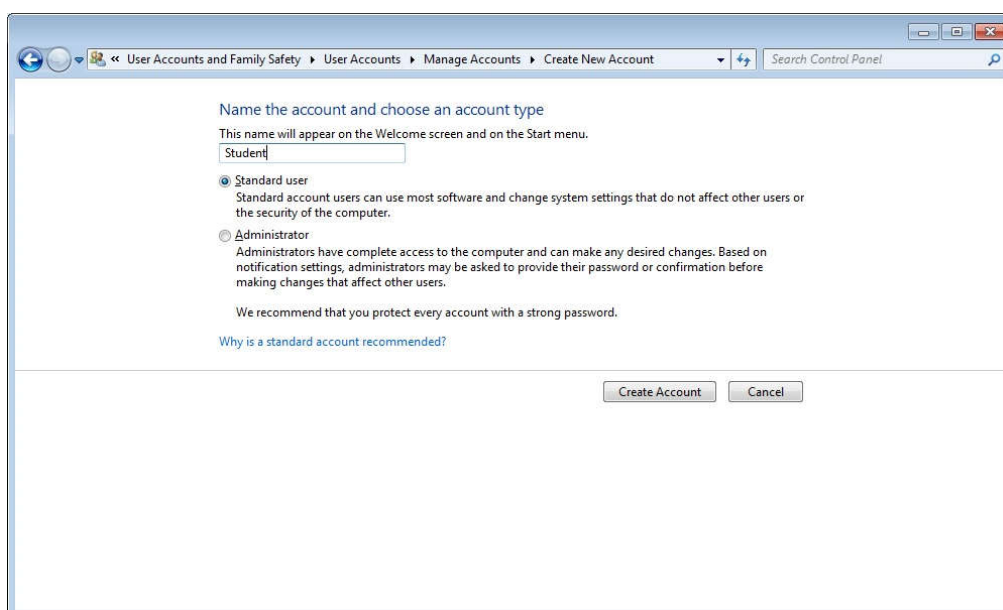 « User Accounts and Family Safety ▸ User Accounts ▸ Manage Accounts ▸ Create New Account
Search Control Panel
Name the account and choose an account type
This name will appear on the Welcome screen and on the Start menu.
Student
Standard user
Standard account users can use most software and change system settings that do not affect other users or
the security of the computer.
Administrator
Administrators have complete access to the computer and can make any desired changes. Based on
notification settings, administrators may be asked to provide their password or confirmation before
making changes that affect other users.
We recommend that you protect every account with a strong password.
Why is a standard account recommended?
Create Account
Cancel